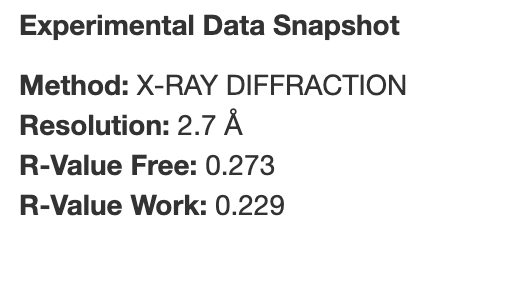 Experimental Data Snapshot
Method: X-RAY DIFFRACTION
Resolution: 2.7 Å
R-Value Free: 0.273
R-Value Work: 0.229